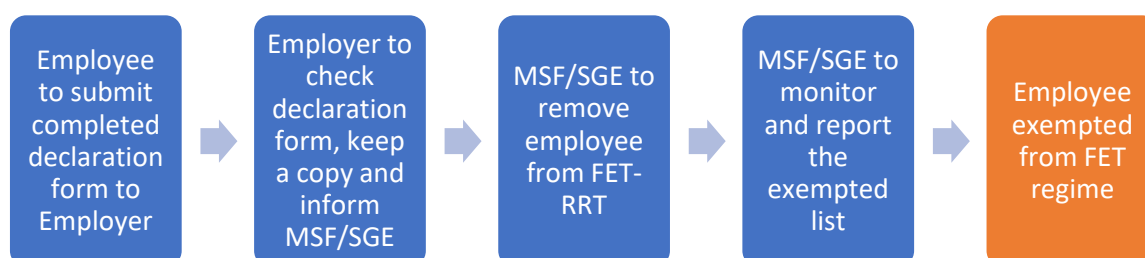 Employee
to submit
completed
declaration
form to
Employer
Employer to
check
declaration
form, keep
a copy and
inform
MSF/SGE
MSF/SGE to
remove
employee
from FET-
RRT
MSF/SGE to
monitor
and report
the
exempted
list
Employee
exempted
from FET
regime